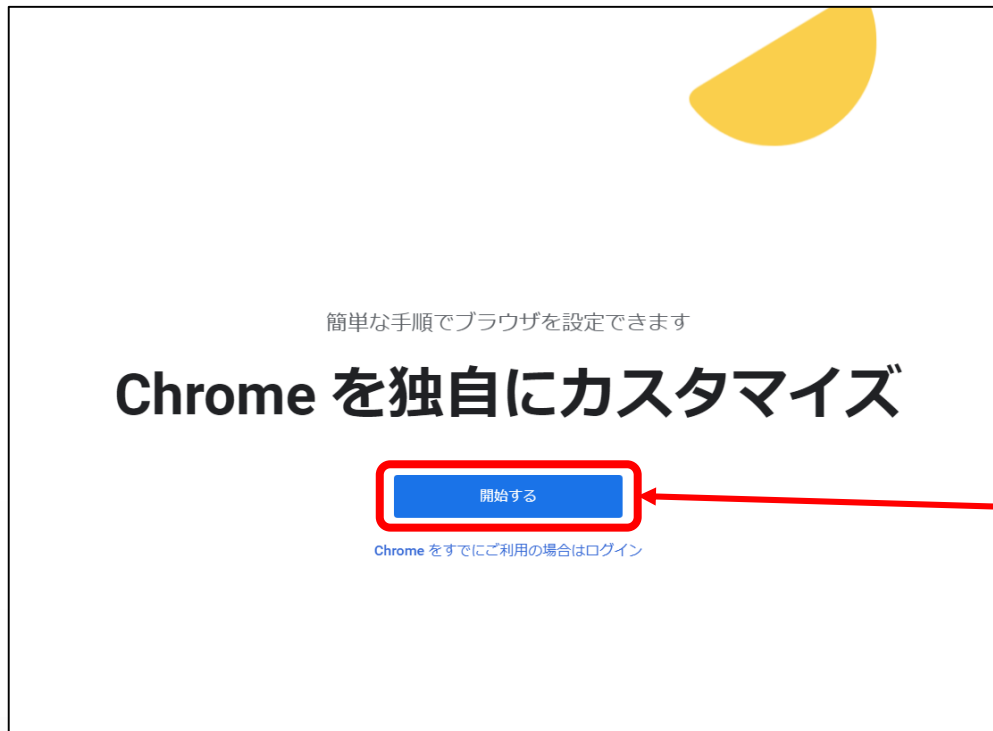 簡単な手順でブラウザを設定できます
Chrome を独自にカスタマイズ
開始する
Chrome をすでにご利用の場合はログイン